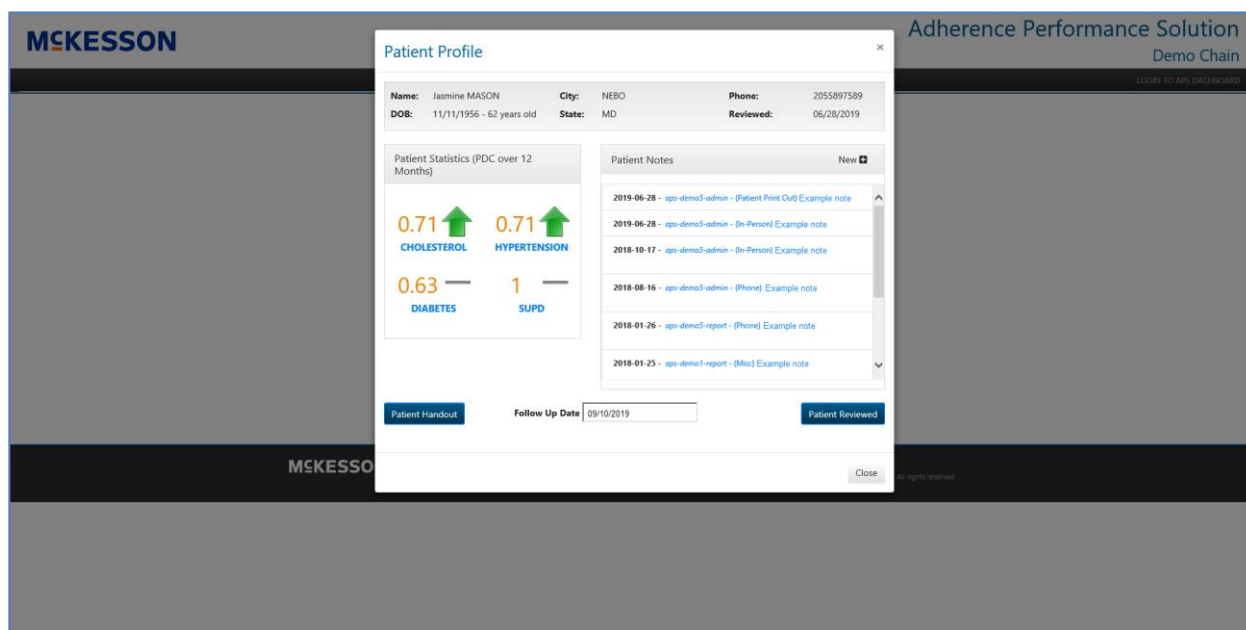 McKESSON
Adherence Performance Solution
Demo Chain
LOGIN TO APS DASHBOARD
Patient Profile ×
Name: Jasmine MASON City: NEBO Phone: 2055897589
DOB: 11/11/1956 - 62 years old State: MD Reviewed: 06/28/2019
Patient Statistics (PDC over 12
Months)
0.71 0.71
CHOLESTEROL HYPERTENSION
0.63 1
DIABETES SUPD
Patient Notes New
2019-06-28 - aps-demo5-admin - (Patient Print Out) Example note
2019-06-28 - aps-demo5-admin - (In-Person) Example note
2018-10-17 - aps-demo5-admin - (In-Person) Example note
2018-08-16 - aps-demo5-admin - (Phone) Example note
2018-01-26 - aps-demo5-report - (Phone) Example note
2018-01-25 - aps-demo1-report - (Misc) Example note
Patient Handout Follow Up Date 09/10/2019 Patient Reviewed
Close
McKESSO
All rights reserved